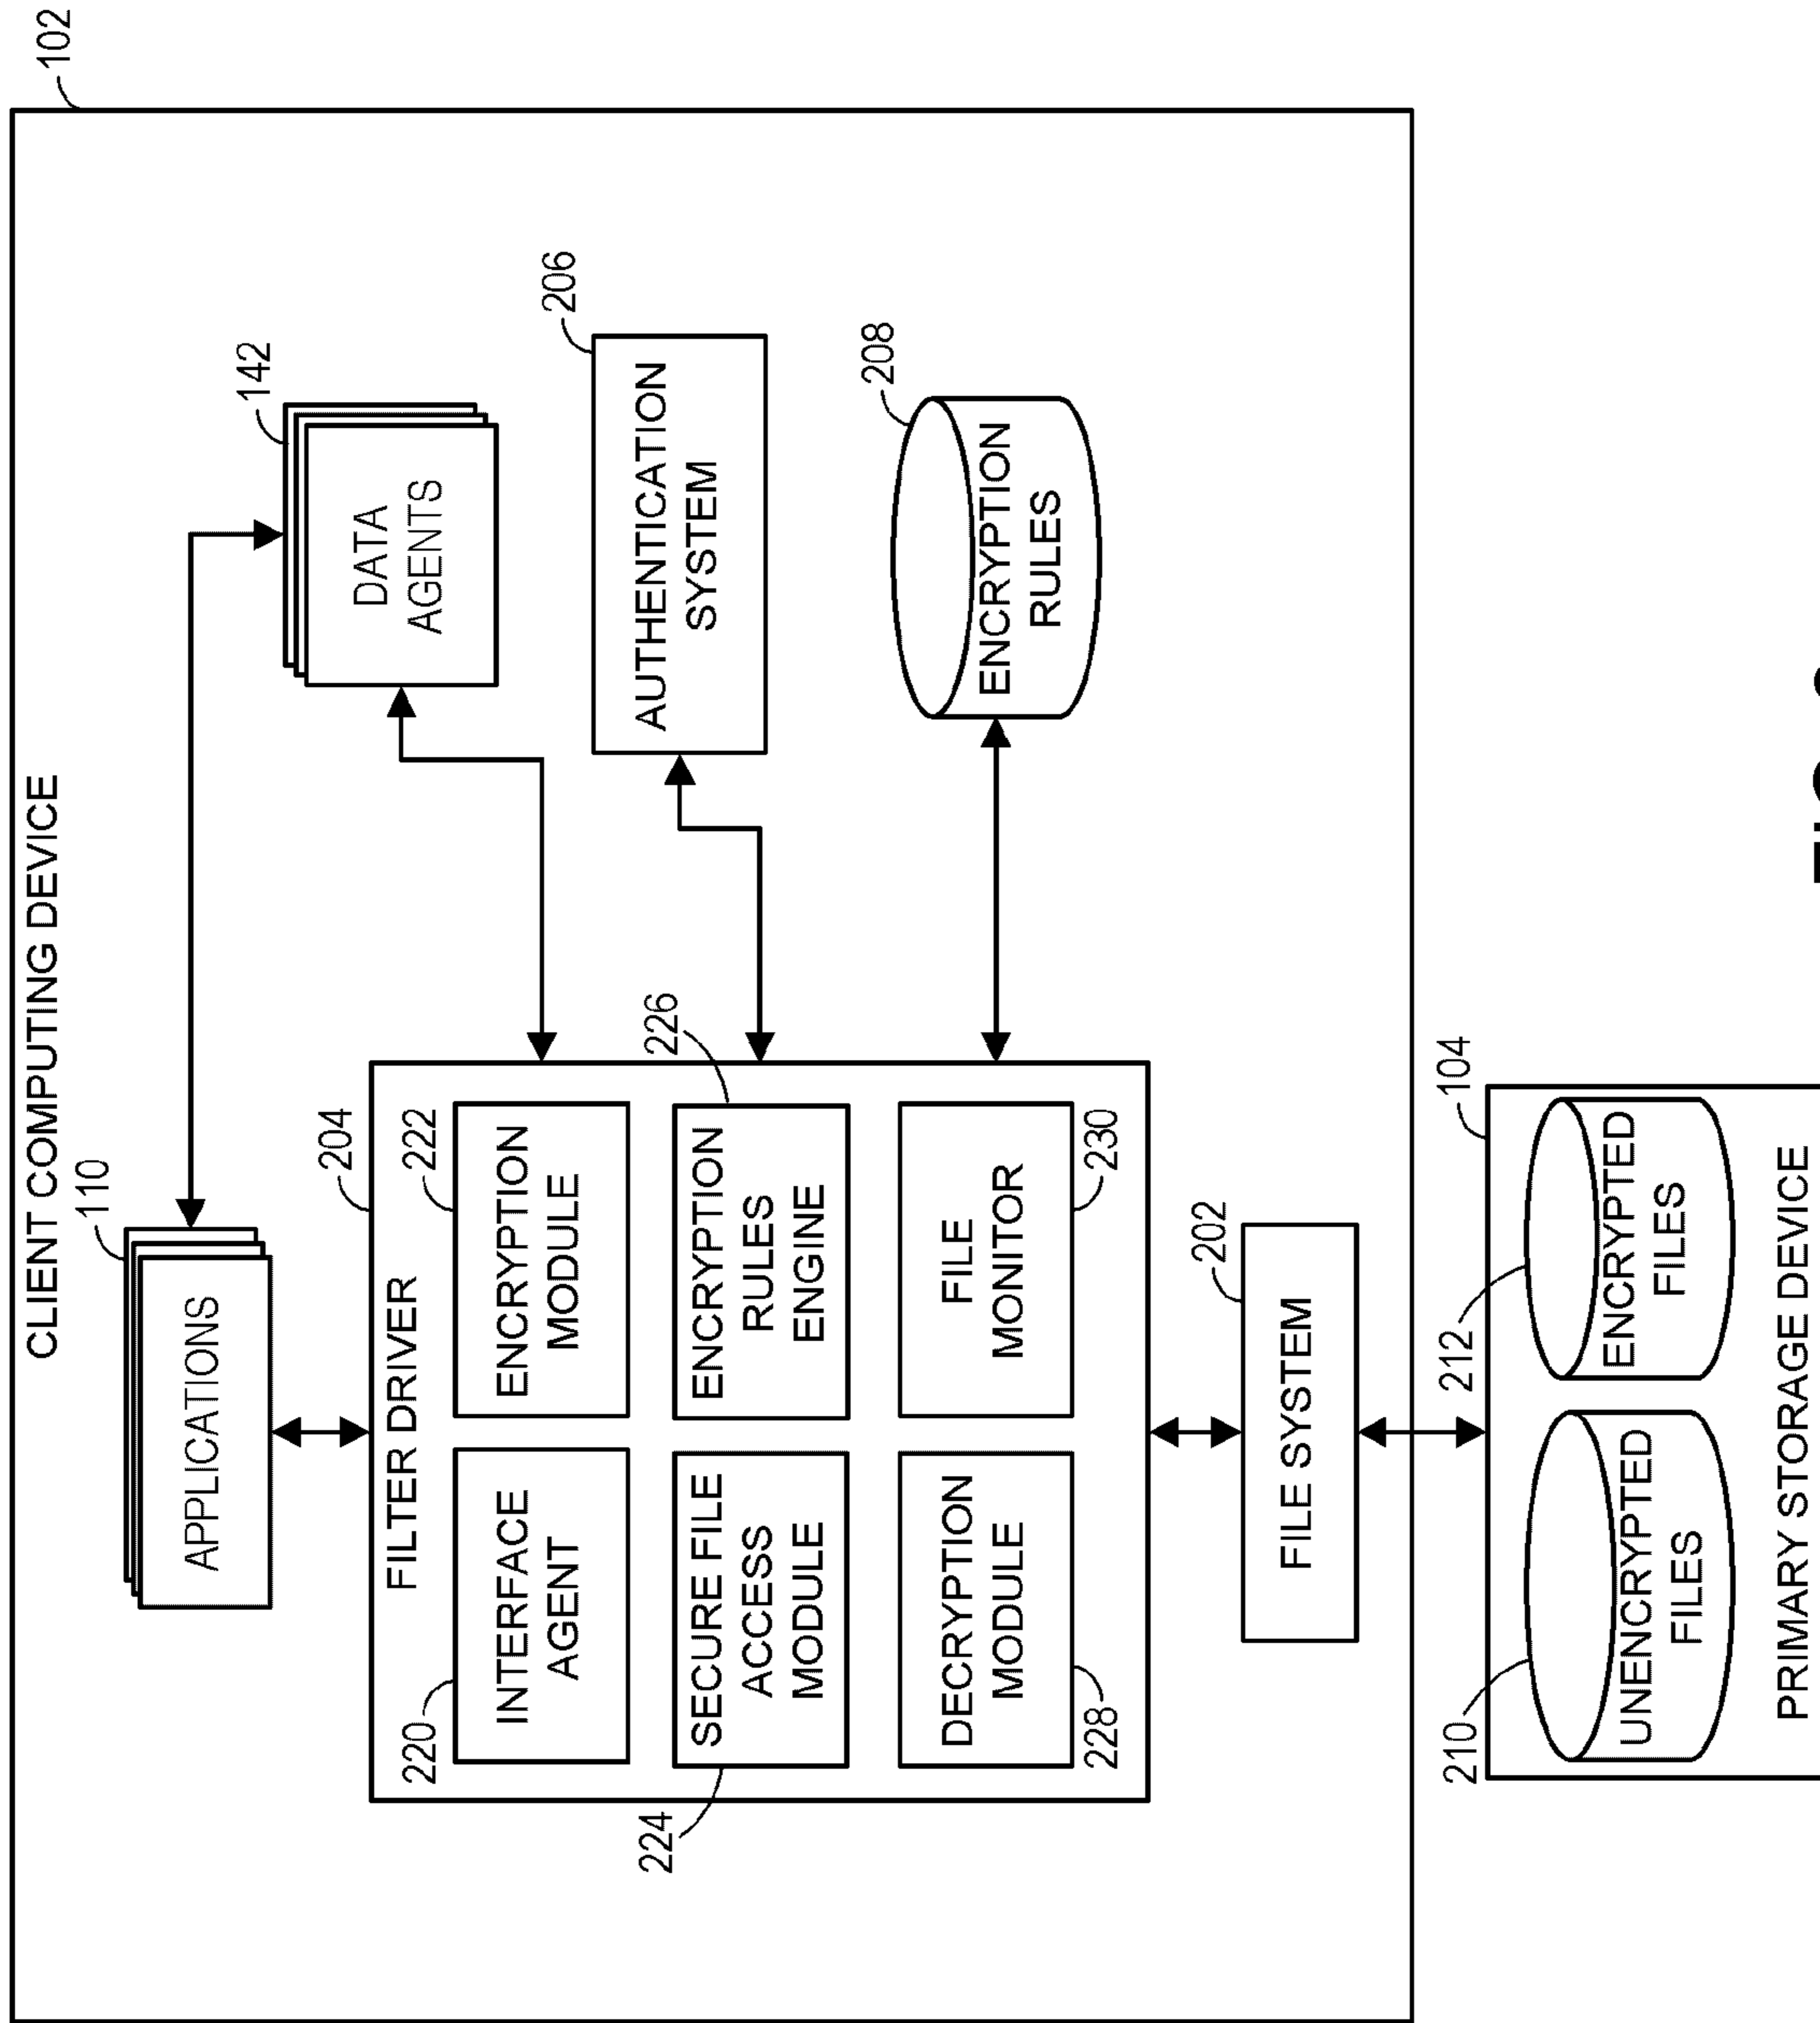 CLIENT COMPUTING DEVICE
102
110
APPLICATIONS
142
DATA
AGENTS
204
FILTER DRIVER
220
INTERFACE
AGENT
222
ENCRYPTION
MODULE
224
SECURE FILE
ACCESS
MODULE
226
ENCRYPTION
RULES
ENGINE
228
DECRYPTION
MODULE
230
FILE
MONITOR
206
AUTHENTICATION
SYSTEM
208
ENCRYPTION
RULES
202
FILE SYSTEM
104
210
UNENCRYPTED
FILES
212
ENCRYPTED
FILES
PRIMARY STORAGE DEVICE